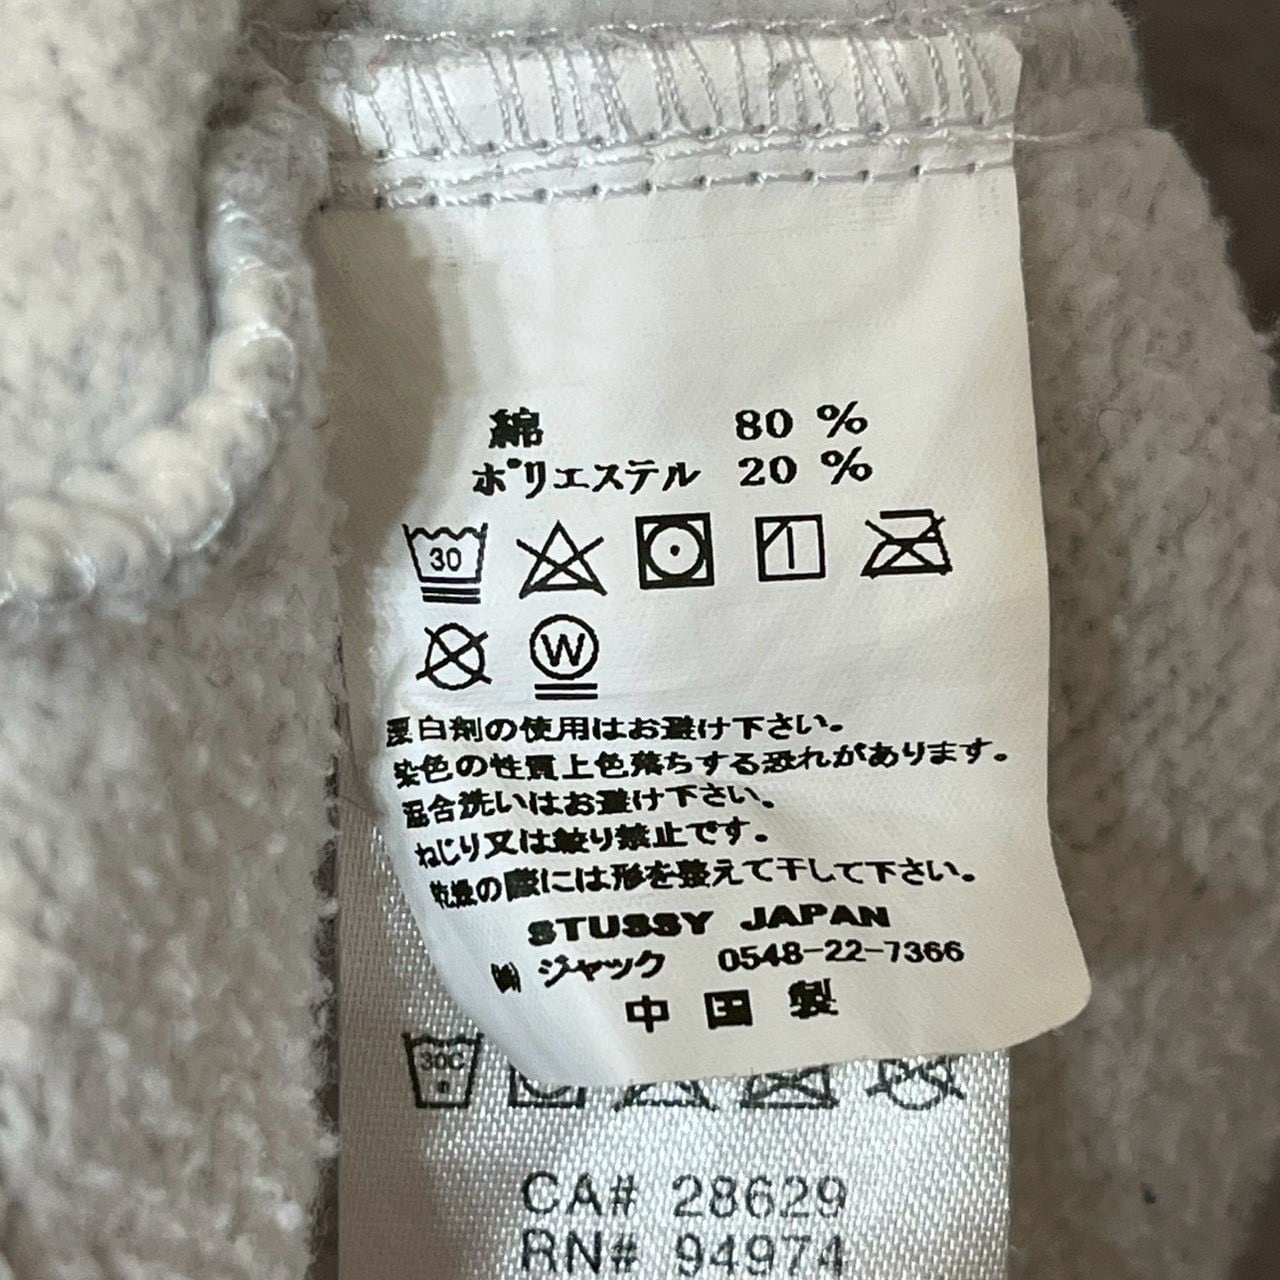 綿 80 %
ポリエステル 20 %
30
W
漂白剤の使用はお避け下さい。
染色の性質上色落ちする恐れがあります。
混合洗いはお避け下さい。
ねじり又は絞り禁止です。
乾燥の際には形を整えて干して下さい。
STUSSY JAPAN
㈱ ジャック 0548-22-7366
中国製
30C
CA# 28629
RN# 94974